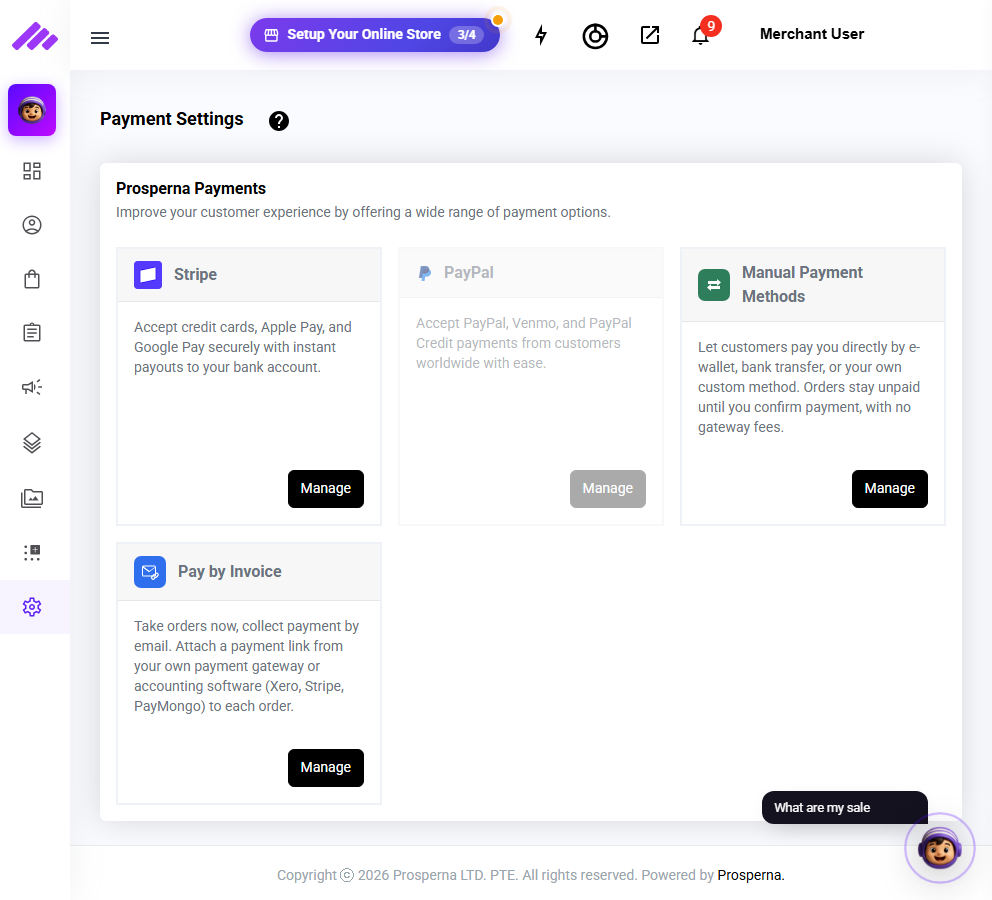 Setup Your Online Store 3/4
9
Merchant User
Payment Settings ?
Prosperna Payments
Improve your customer experience by offering a wide range of payment options.
Stripe
Accept credit cards, Apple Pay, and
Google Pay securely with instant
payouts to your bank account.
Manage
PayPal
Accept PayPal, Venmo, and PayPal
Credit payments from customers
worldwide with ease.
Manage
Manual Payment
Methods
Let customers pay you directly by e-
wallet, bank transfer, or your own
custom method. Orders stay unpaid
until you confirm payment, with no
gateway fees.
Manage
Pay by Invoice
Take orders now, collect payment by
email. Attach a payment link from
your own payment gateway or
accounting software (Xero, Stripe,
PayMongo) to each order.
Manage
What are my sale
Copyright © 2026 Prosperna LTD. PTE. All rights reserved. Powered by Prosperna.